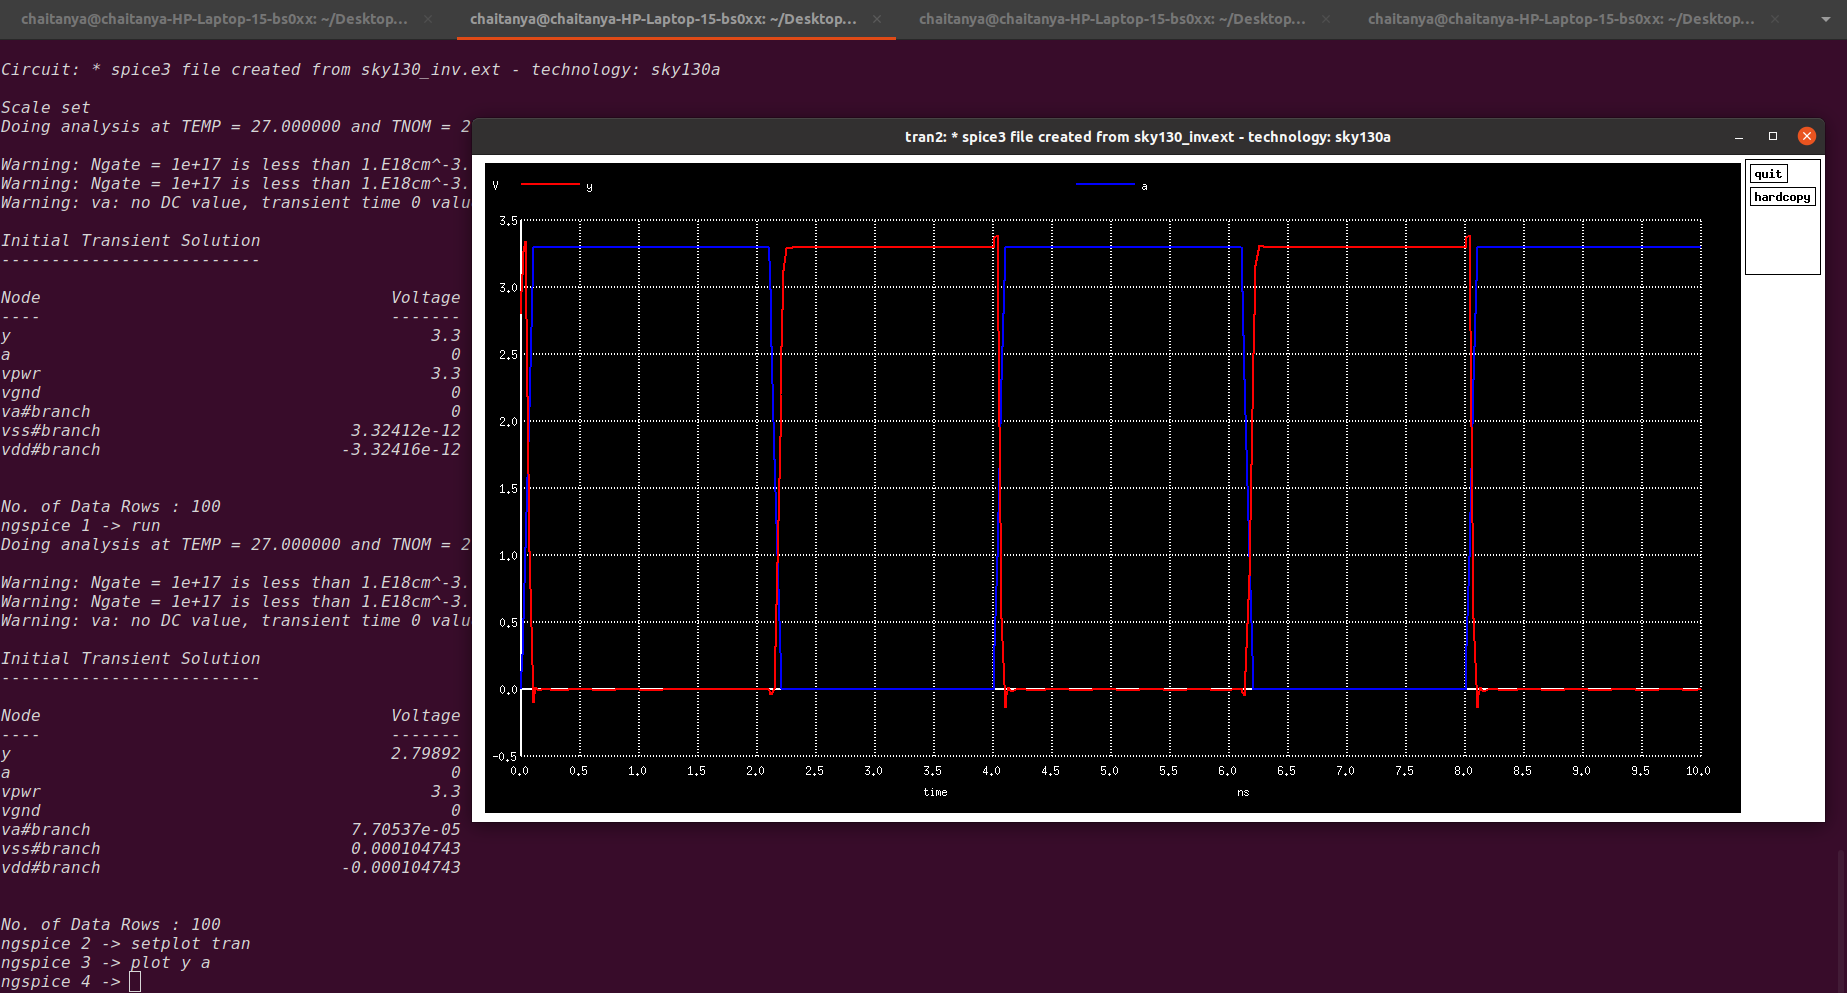 chaitanya@chaitanya-HP-Laptop-15-bs0xx: ~/Desktop... × chaitanya@chaitanya-HP-Laptop-15-bs0xx: ~/Desktop... × chaitanya@chaitanya-HP-Laptop-15-bs0xx: ~/Desktop... × chaitanya@chaitanya-HP-Laptop-15-bs0xx: ~/Desktop... ×
Circuit: * spice3 file created from sky130_inv.ext - technology: sky130a
Scale set
Doing analysis at TEMP = 27.000000 and TNOM = 2
Warning: Ngate = 1e+17 is less than 1.E18cm^-3.
Warning: Ngate = 1e+17 is less than 1.E18cm^-3.
Warning: va: no DC value, transient time 0 valu
Initial Transient Solution
--------------------------
Node Voltage
---- -------
y 3.3
a 0
vpwr 3.3
vgnd 0
va#branch 0
vss#branch 3.32412e-12
vdd#branch -3.32416e-12
No. of Data Rows : 100
ngspice 1 -> run
Doing analysis at TEMP = 27.000000 and TNOM = 2
Warning: Ngate = 1e+17 is less than 1.E18cm^-3.
Warning: Ngate = 1e+17 is less than 1.E18cm^-3.
Warning: va: no DC value, transient time 0 valu
Initial Transient Solution
--------------------------
Node Voltage
---- -------
y 2.79892
a 0
vpwr 3.3
vgnd 0
va#branch 7.70537e-05
vss#branch 0.000104743
vdd#branch -0.000104743
No. of Data Rows : 100
ngspice 2 -> setplot tran
ngspice 3 -> plot y a
ngspice 4 ->
tran2: * spice3 file created from sky130_inv.ext - technology: sky130a
quit
hardcopy
V y a
3.5
3.0
2.5
2.0
1.5
1.0
0.5
0.0
-0.5
0.0 0.5 1.0 1.5 2.0 2.5 3.0 3.5 4.0 4.5 5.0 5.5 6.0 6.5 7.0 7.5 8.0 8.5 9.0 9.5 10.0
time ns